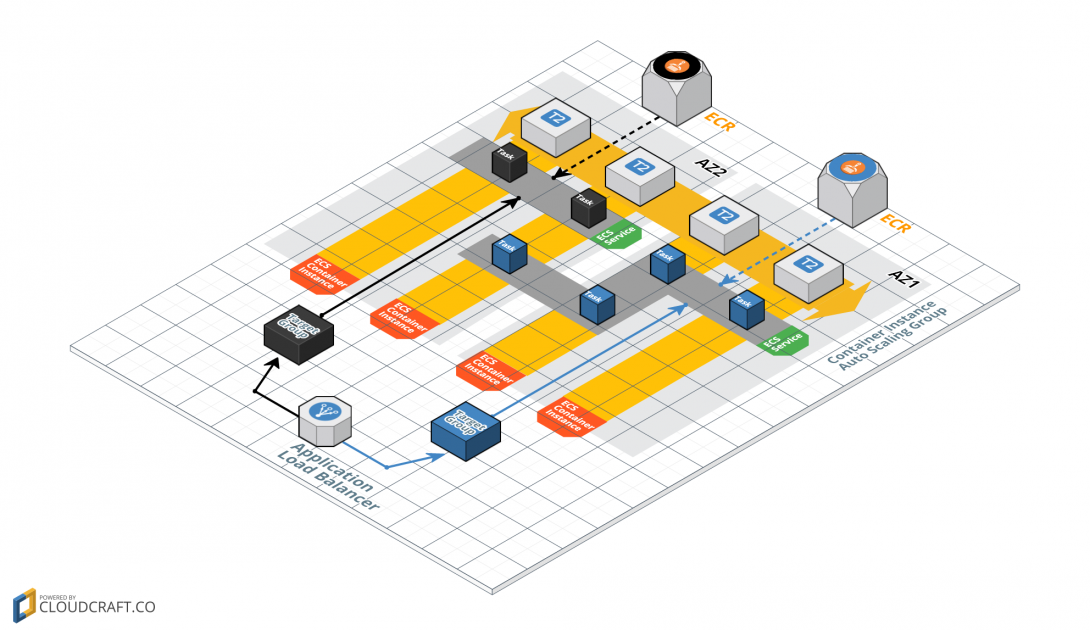 ECR
T2
AZ2
Task
T2
ECR
Task
ECS
Service
T2
Task
Task
T2
AZ1
ECS
Container
Instance
Task
Task
Container Instance
Auto Scaling Group
ECS
Container
Instance
Target
Group
ECS
Service
ECS
Container
Instance
ECS
Container
Instance
Target
Group
Application
Load Balancer
POWERED BY
CLOUDCRAFT.CO